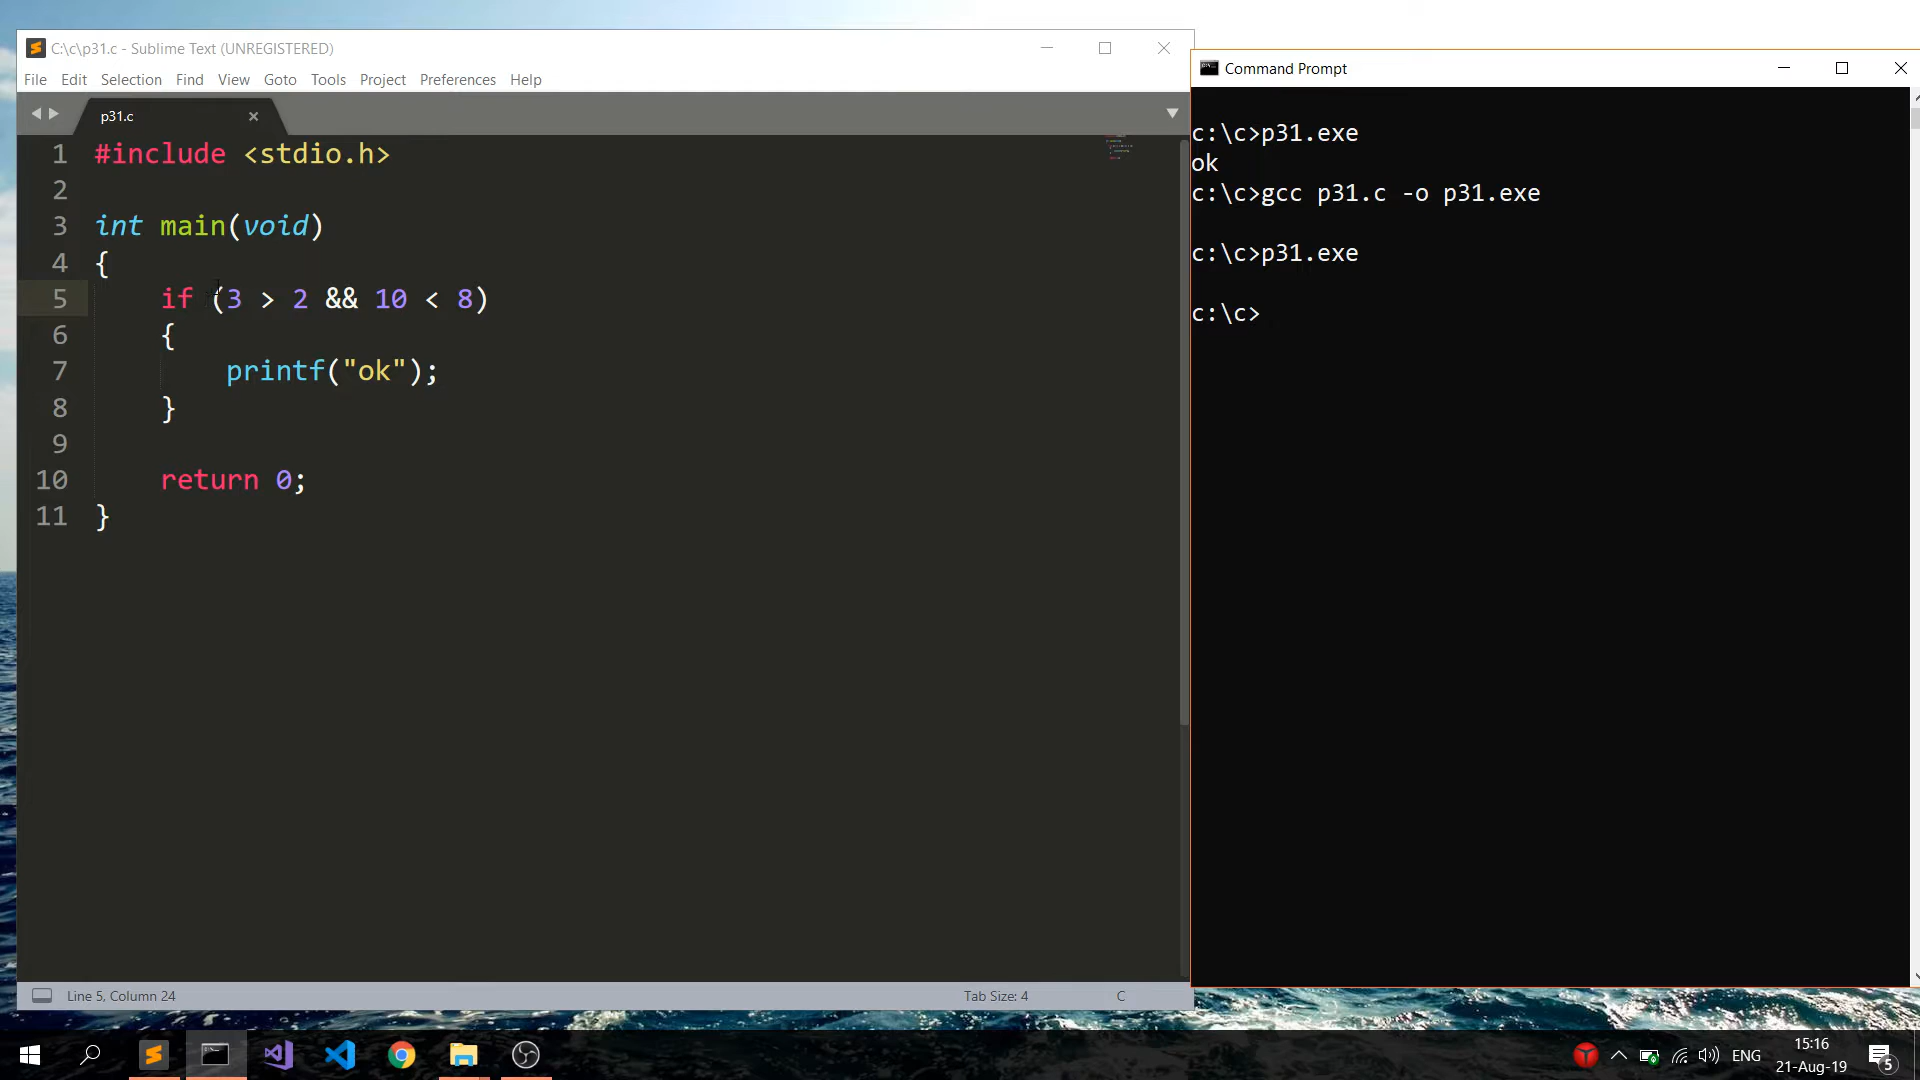 C:\c\p31.c - Sublime Text (UNREGISTERED)
File Edit Selection Find View Goto Tools Project Preferences Help
p31.c
1 #include <stdio.h>
2
3 int main(void)
4 {
5     if (3 > 2 && 10 < 8)
6     {
7         printf("ok");
8     }
9
10     return 0;
11 }
Line 5, Column 24
Tab Size: 4
C
Command Prompt
c:\c>p31.exe
ok
c:\c>gcc p31.c -o p31.exe
c:\c>p31.exe
c:\c>
ENG
15:16
21-Aug-19
5